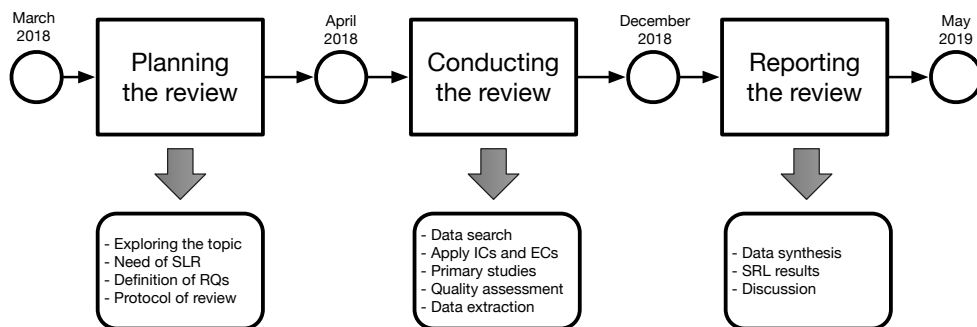 March
2018
Planning
the review
April
2018
Conducting
the review
December
2018
Reporting
the review
May
2019
- Exploring the topic
- Need of SLR
- Definition of RQs
- Protocol of review
- Data search
- Apply ICs and ECs
- Primary studies
- Quality assessment
- Data extraction
- Data synthesis
- SRL results
- Discussion